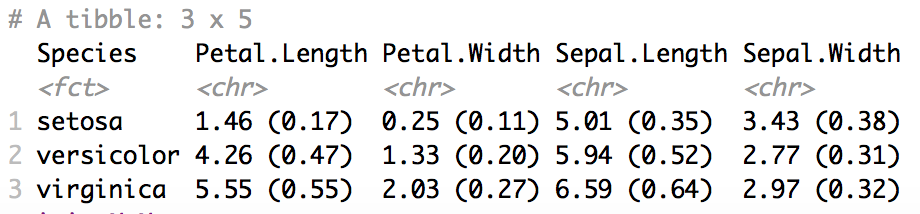 # A tibble: 3 x 5
Species Petal.Length Petal.Width Sepal.Length Sepal.Width
<fct> <chr> <chr> <chr> <chr>
1 setosa 1.46 (0.17) 0.25 (0.11) 5.01 (0.35) 3.43 (0.38)
2 versicolor 4.26 (0.47) 1.33 (0.20) 5.94 (0.52) 2.77 (0.31)
3 virginica 5.55 (0.55) 2.03 (0.27) 6.59 (0.64) 2.97 (0.32)